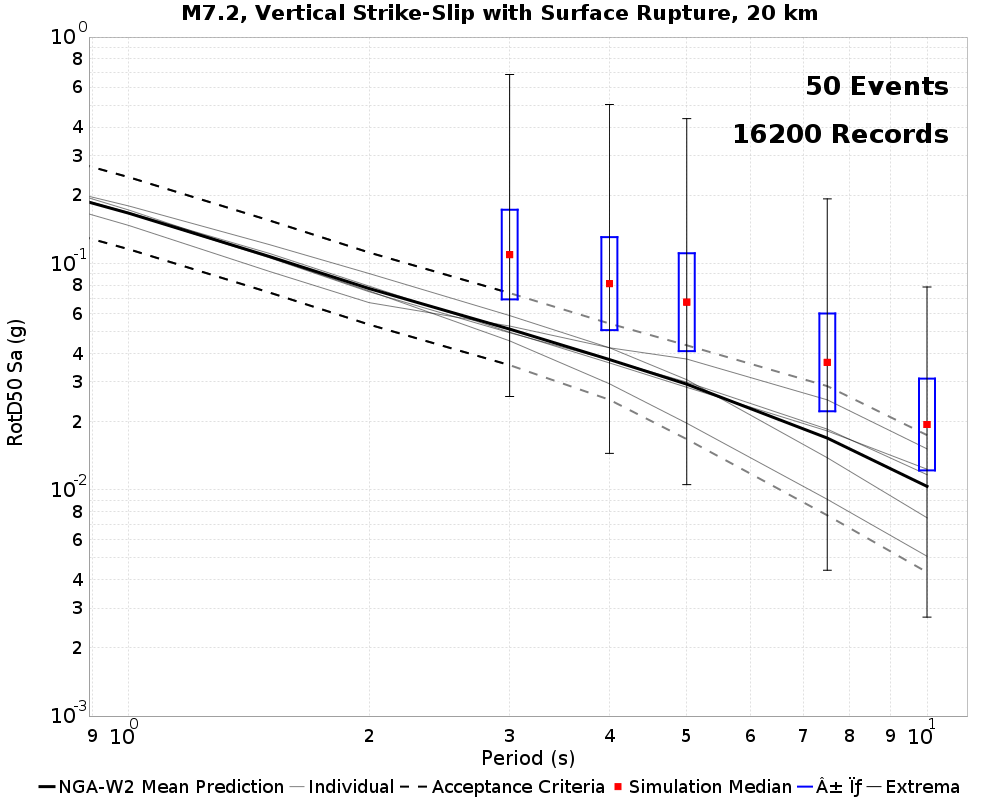 M7.2, Vertical Strike-Slip with Surface Rupture, 20 km
50 Events
16200 Records
RotD50 Sa (g)
10^0
8
6
4
3
2
10^-1
8
6
4
3
2
10^-2
8
6
4
3
2
10^-3
9 10^0 2 3 4 5 6 7 8 9 10^1
Period (s)
NGA-W2 Mean Prediction Individual Acceptance Criteria Simulation Median Â± Ïƒ Extrema